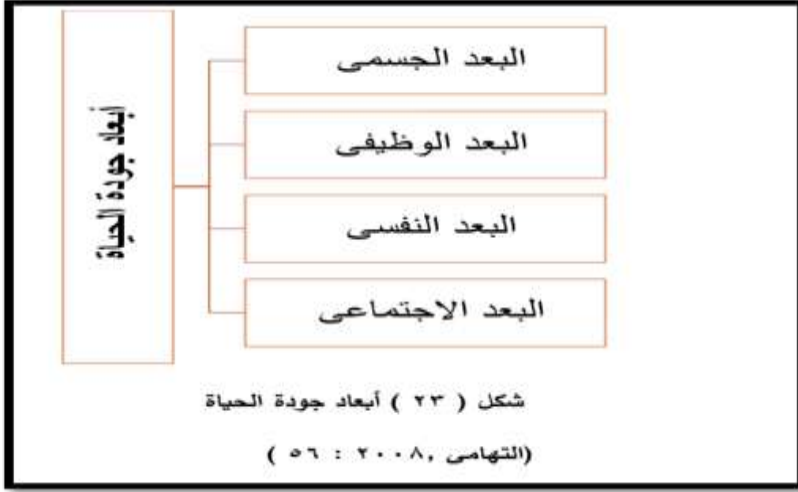 أبعاد جودة الحياة
البعد الجسمى
البعد الوظيفى
البعد النفسى
البعد الاجتماعى
شكل ( ٢٣ ) أبعاد جودة الحياة
(التهامى ,٢٠٠٨ : ٥٦ )